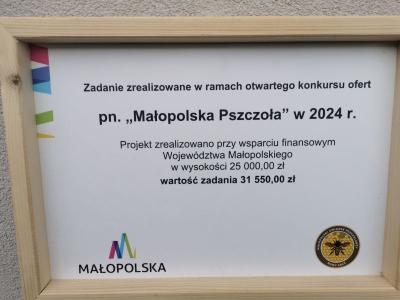 Zadanie zrealizowane w ramach otwartego konkursu ofert
pn. „Małopolska Pszczoła” w 2024 r.
Projekt zrealizowano przy wsparciu finansowym
Województwa Małopolskiego
w wysokości 25 000,00 zł
wartość zadania 31 550,00 zł
MAŁOPOLSKA